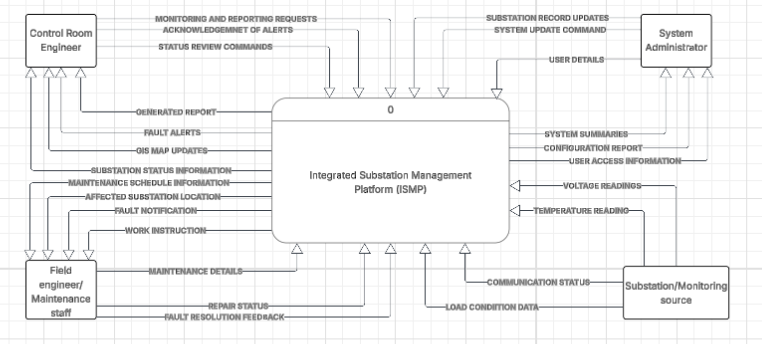 MONITORING AND REPORTING REQUESTS
ACKNOWLEDGEMNET OF ALERTS
STATUS REVIEW COMMANDS
Control Room
Engineer
SUBSTATION RECORD UPDATES
SYSTEM UPDATE COMMAND
USER DETAILS
System
Administrator
0
Integrated Substation Management
Platform (ISMP)
GENERATED REPORT
FAULT ALERTS
GIS MAP UPDATES
SUBSTATION STATUS INFORMATION
MAINTENANCE SCHEDULE INFORMATION
AFFECTED SUBSTATION LOCATION
FAULT NOTIFICATION
WORK INSTRUCTION
SYSTEM SUMMARIES
CONFIGURATION REPORT
USER ACCESS INFORMATION
VOLTAGE READINGS
TEMPERATURE READING
Field
engineer/
Maintenance
staff
MAINTENANCE DETAILS
REPAIR STATUS
FAULT RESOLUTION FEEDBACK
COMMUNICATION STATUS
LOAD CONDITION DATA
Substation/Monitoring
source